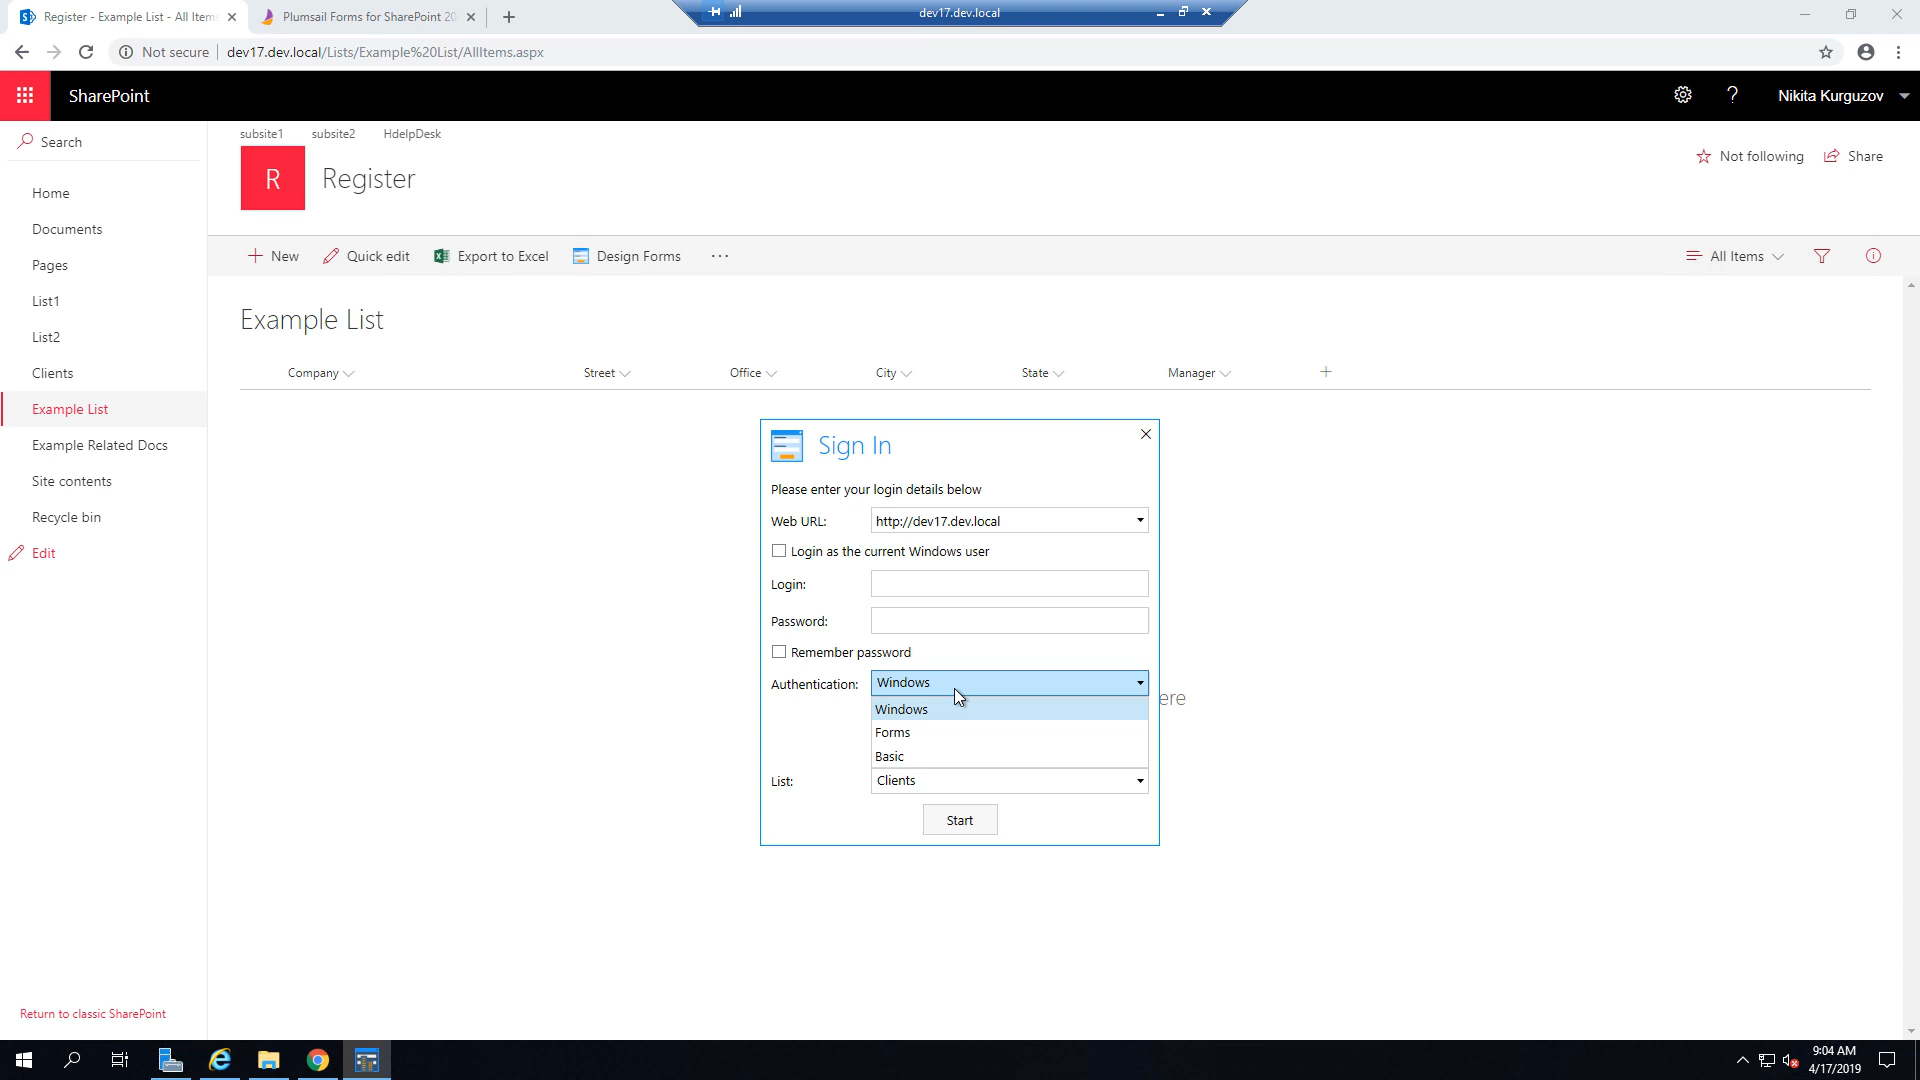 Register - Example List - All Item
Plumsail Forms for SharePoint 20
dev17.dev.local
Not secure
dev17.dev.local/Lists/Example%20List/AllItems.aspx
SharePoint
?
Nikita Kurguzov
Search
subsite1
subsite2
HdelpDesk
R
Register
Not following
Share
Home
Documents
Pages
List1
List2
Clients
Example List
Example Related Docs
Site contents
Recycle bin
Edit
New
Quick edit
Export to Excel
Design Forms
All Items
Example List
Company
Street
Office
City
State
Manager
Sign In
Please enter your login details below
Web URL:
http://dev17.dev.local
Login as the current Windows user
Login:
Password:
Remember password
Authentication:
Windows
ere
Windows
Forms
Basic
List:
Clients
Start
Return to classic SharePoint
9:04 AM
4/17/2019